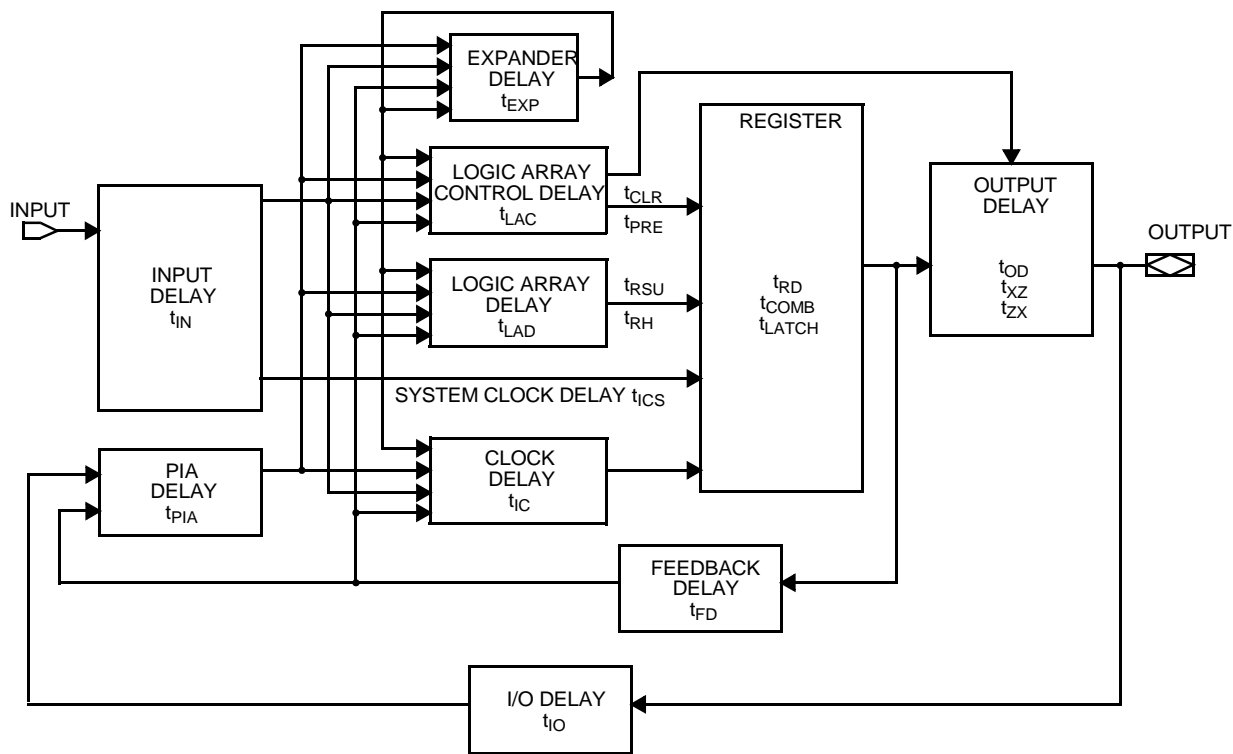 EXPANDER
DELAY
tEXP
REGISTER
LOGIC ARRAY
CONTROL DELAY
tLAC
tCLR
tPRE
OUTPUT
DELAY
tOD
tXZ
tZX
INPUT
OUTPUT
INPUT
DELAY
tIN
LOGIC ARRAY
DELAY
tLAD
tRSU
tRH
tRD
tCOMB
tLATCH
SYSTEM CLOCK DELAY tICS
PIA
DELAY
tPIA
CLOCK
DELAY
tIC
FEEDBACK
DELAY
tFD
I/O DELAY
tIO